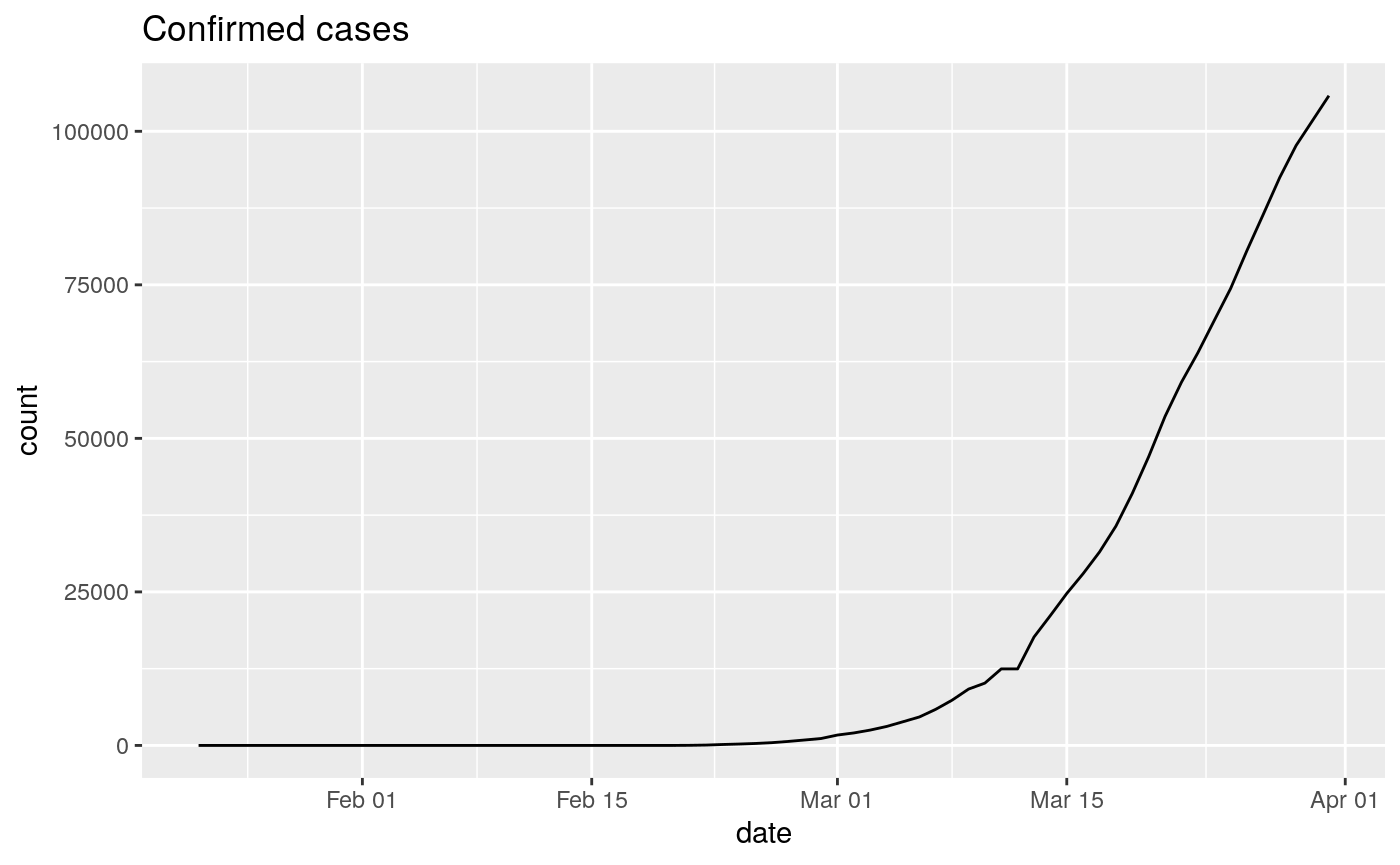 Confirmed cases
100000
75000
50000
25000
0
count
Feb 01
Feb 15
Mar 01
Mar 15
Apr 01
date